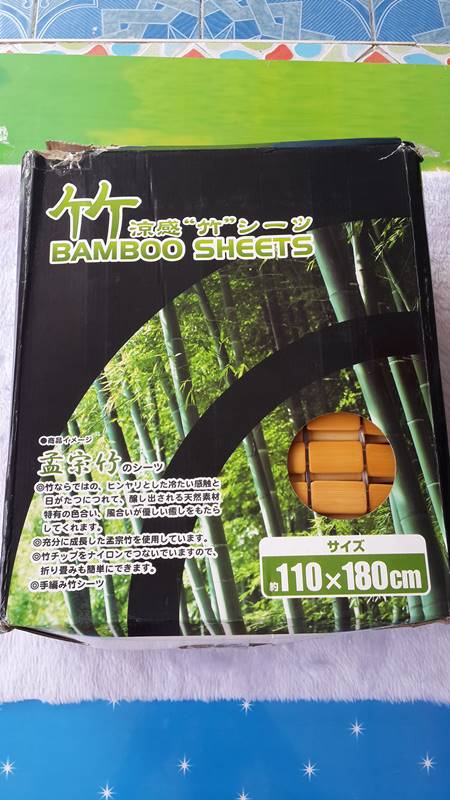 竹
涼感“竹”シーツ
BAMBOO SHEETS
●商品イメージ
孟宗竹のシーツ
◎竹ならではの、ヒンヤリとした冷たい感触と
日がたつにつれて、醸し出される天然素材
特有の色合い、風合いが優しい癒しをもたら
してくれます。
◎充分に成長した孟宗竹を使用しています。
◎竹チップをナイロンでつないでいますので、
折り畳みも簡単にできます。
◎手編み竹シーツ
サイズ
約110×180cm